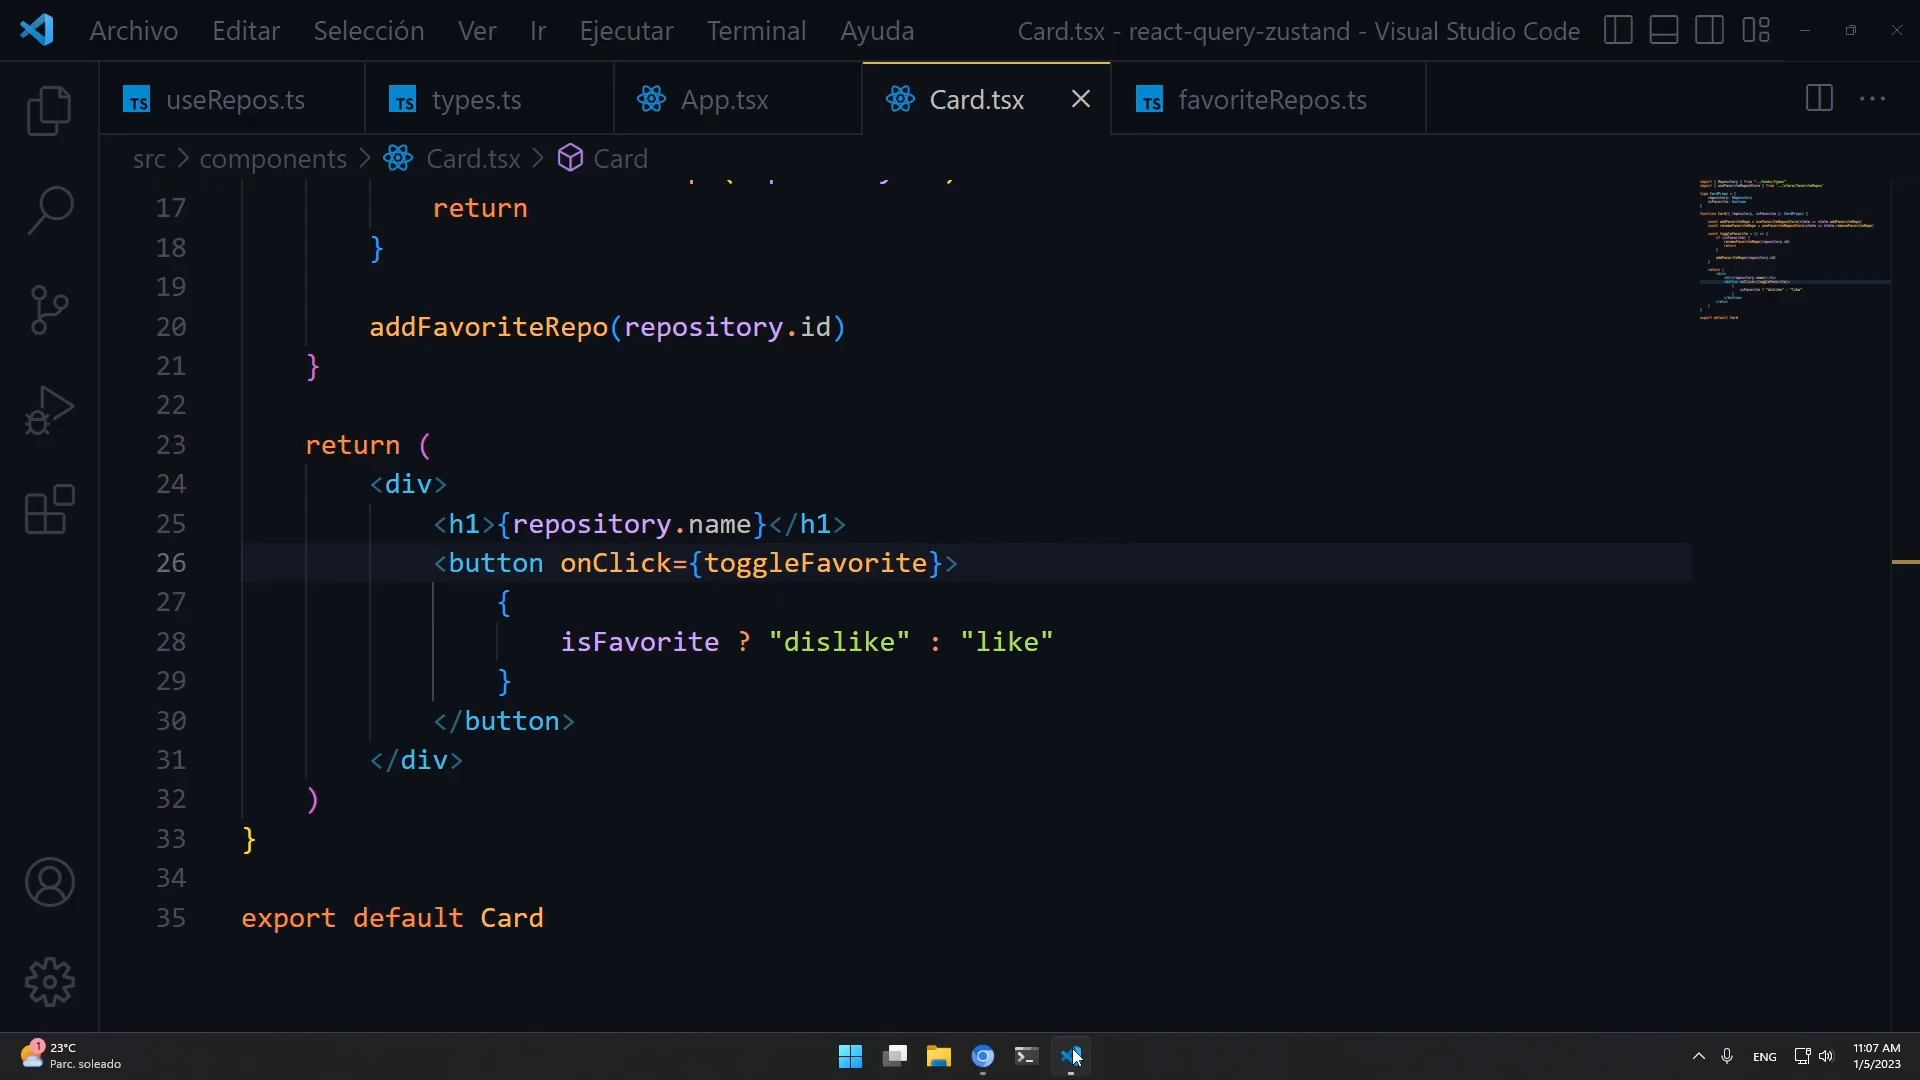 Archivo Editar Selección Ver Ir Ejecutar Terminal Ayuda Card.tsx - react-query-zustand - Visual Studio Code
TS useRepos.ts TS types.ts App.tsx Card.tsx TS favoriteRepos.ts
src > components > Card.tsx > Card
17 return
18 }
19
20 addFavoriteRepo(repository.id)
21 }
22
23 return (
24 <div>
25 <h1>{repository.name}</h1>
26 <button onClick={toggleFavorite}>
27 {
28 isFavorite ? "dislike" : "like"
29 }
30 </button>
31 </div>
32 )
33 }
34
35 export default Card
1 23°C
Parc. soleado
ENG
11:07 AM
1/5/2023